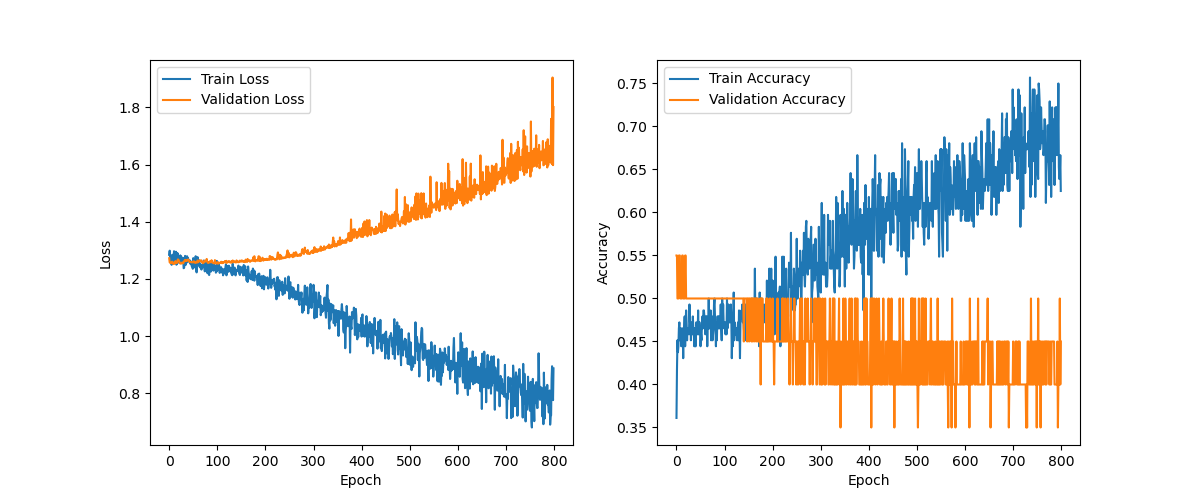 Train Loss
Validation Loss
1.8
1.6
1.4
1.2
1.0
0.8
Loss
0 100 200 300 400 500 600 700 800
Epoch
Train Accuracy
Validation Accuracy
0.75
0.70
0.65
0.60
0.55
0.50
0.45
0.40
0.35
Accuracy
0 100 200 300 400 500 600 700 800
Epoch